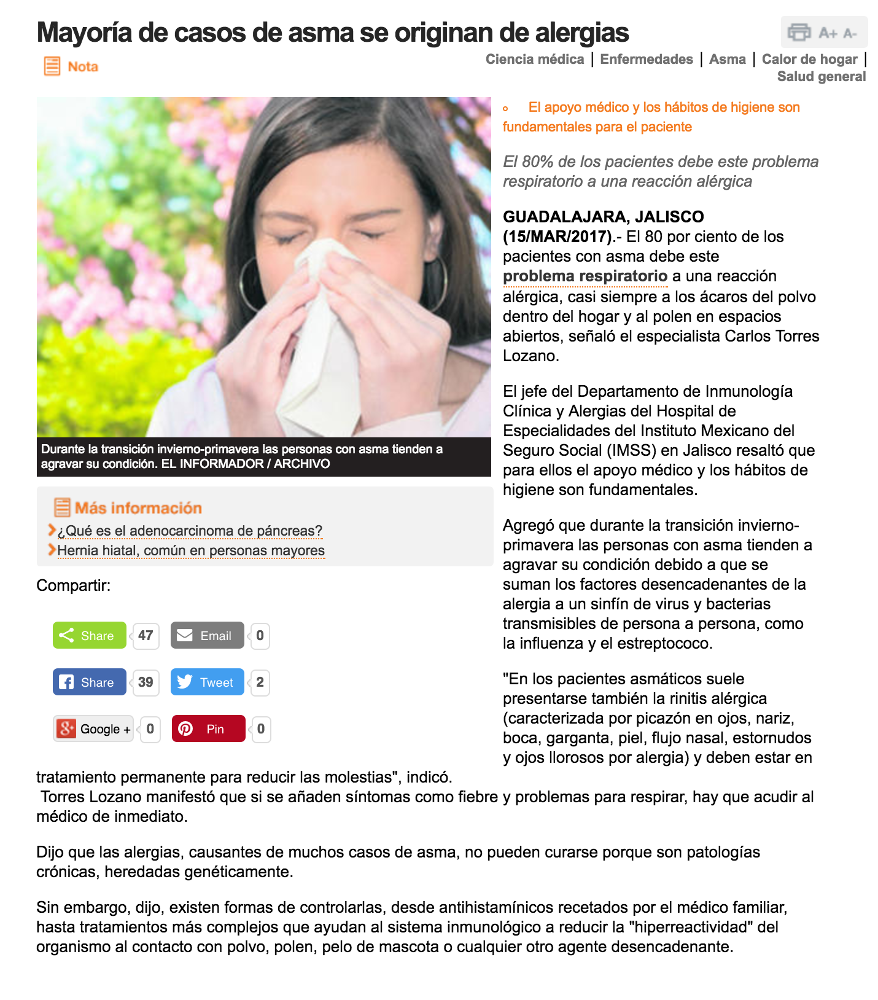 Mayoría de casos de asma se originan de alergias
A+ A-
Nota
Ciencia médica | Enfermedades | Asma | Calor de hogar |
Salud general
Durante la transición invierno-primavera las personas con asma tienden a
agravar su condición. EL INFORMADOR / ARCHIVO
Más información
¿Qué es el adenocarcinoma de páncreas?
Hernia hiatal, común en personas mayores
Compartir:
Share 47 Email 0
Share 39 Tweet 2
Google + 0 Pin 0
El apoyo médico y los hábitos de higiene son
fundamentales para el paciente
El 80% de los pacientes debe este problema
respiratorio a una reacción alérgica
GUADALAJARA, JALISCO
(15/MAR/2017).- El 80 por ciento de los
pacientes con asma debe este
problema respiratorio a una reacción
alérgica, casi siempre a los ácaros del polvo
dentro del hogar y al polen en espacios
abiertos, señaló el especialista Carlos Torres
Lozano.
El jefe del Departamento de Inmunología
Clínica y Alergias del Hospital de
Especialidades del Instituto Mexicano del
Seguro Social (IMSS) en Jalisco resaltó que
para ellos el apoyo médico y los hábitos de
higiene son fundamentales.
Agregó que durante la transición invierno-
primavera las personas con asma tienden a
agravar su condición debido a que se
suman los factores desencadenantes de la
alergia a un sinfín de virus y bacterias
transmisibles de persona a persona, como
la influenza y el estreptococo.
"En los pacientes asmáticos suele
presentarse también la rinitis alérgica
(caracterizada por picazón en ojos, nariz,
boca, garganta, piel, flujo nasal, estornudos
y ojos llorosos por alergia) y deben estar en
tratamiento permanente para reducir las molestias", indicó.
Torres Lozano manifestó que si se añaden síntomas como fiebre y problemas para respirar, hay que acudir al
médico de inmediato.
Dijo que las alergias, causantes de muchos casos de asma, no pueden curarse porque son patologías
crónicas, heredadas genéticamente.
Sin embargo, dijo, existen formas de controlarlas, desde antihistamínicos recetados por el médico familiar,
hasta tratamientos más complejos que ayudan al sistema inmunológico a reducir la "hiperreactividad" del
organismo al contacto con polvo, polen, pelo de mascota o cualquier otro agente desencadenante.